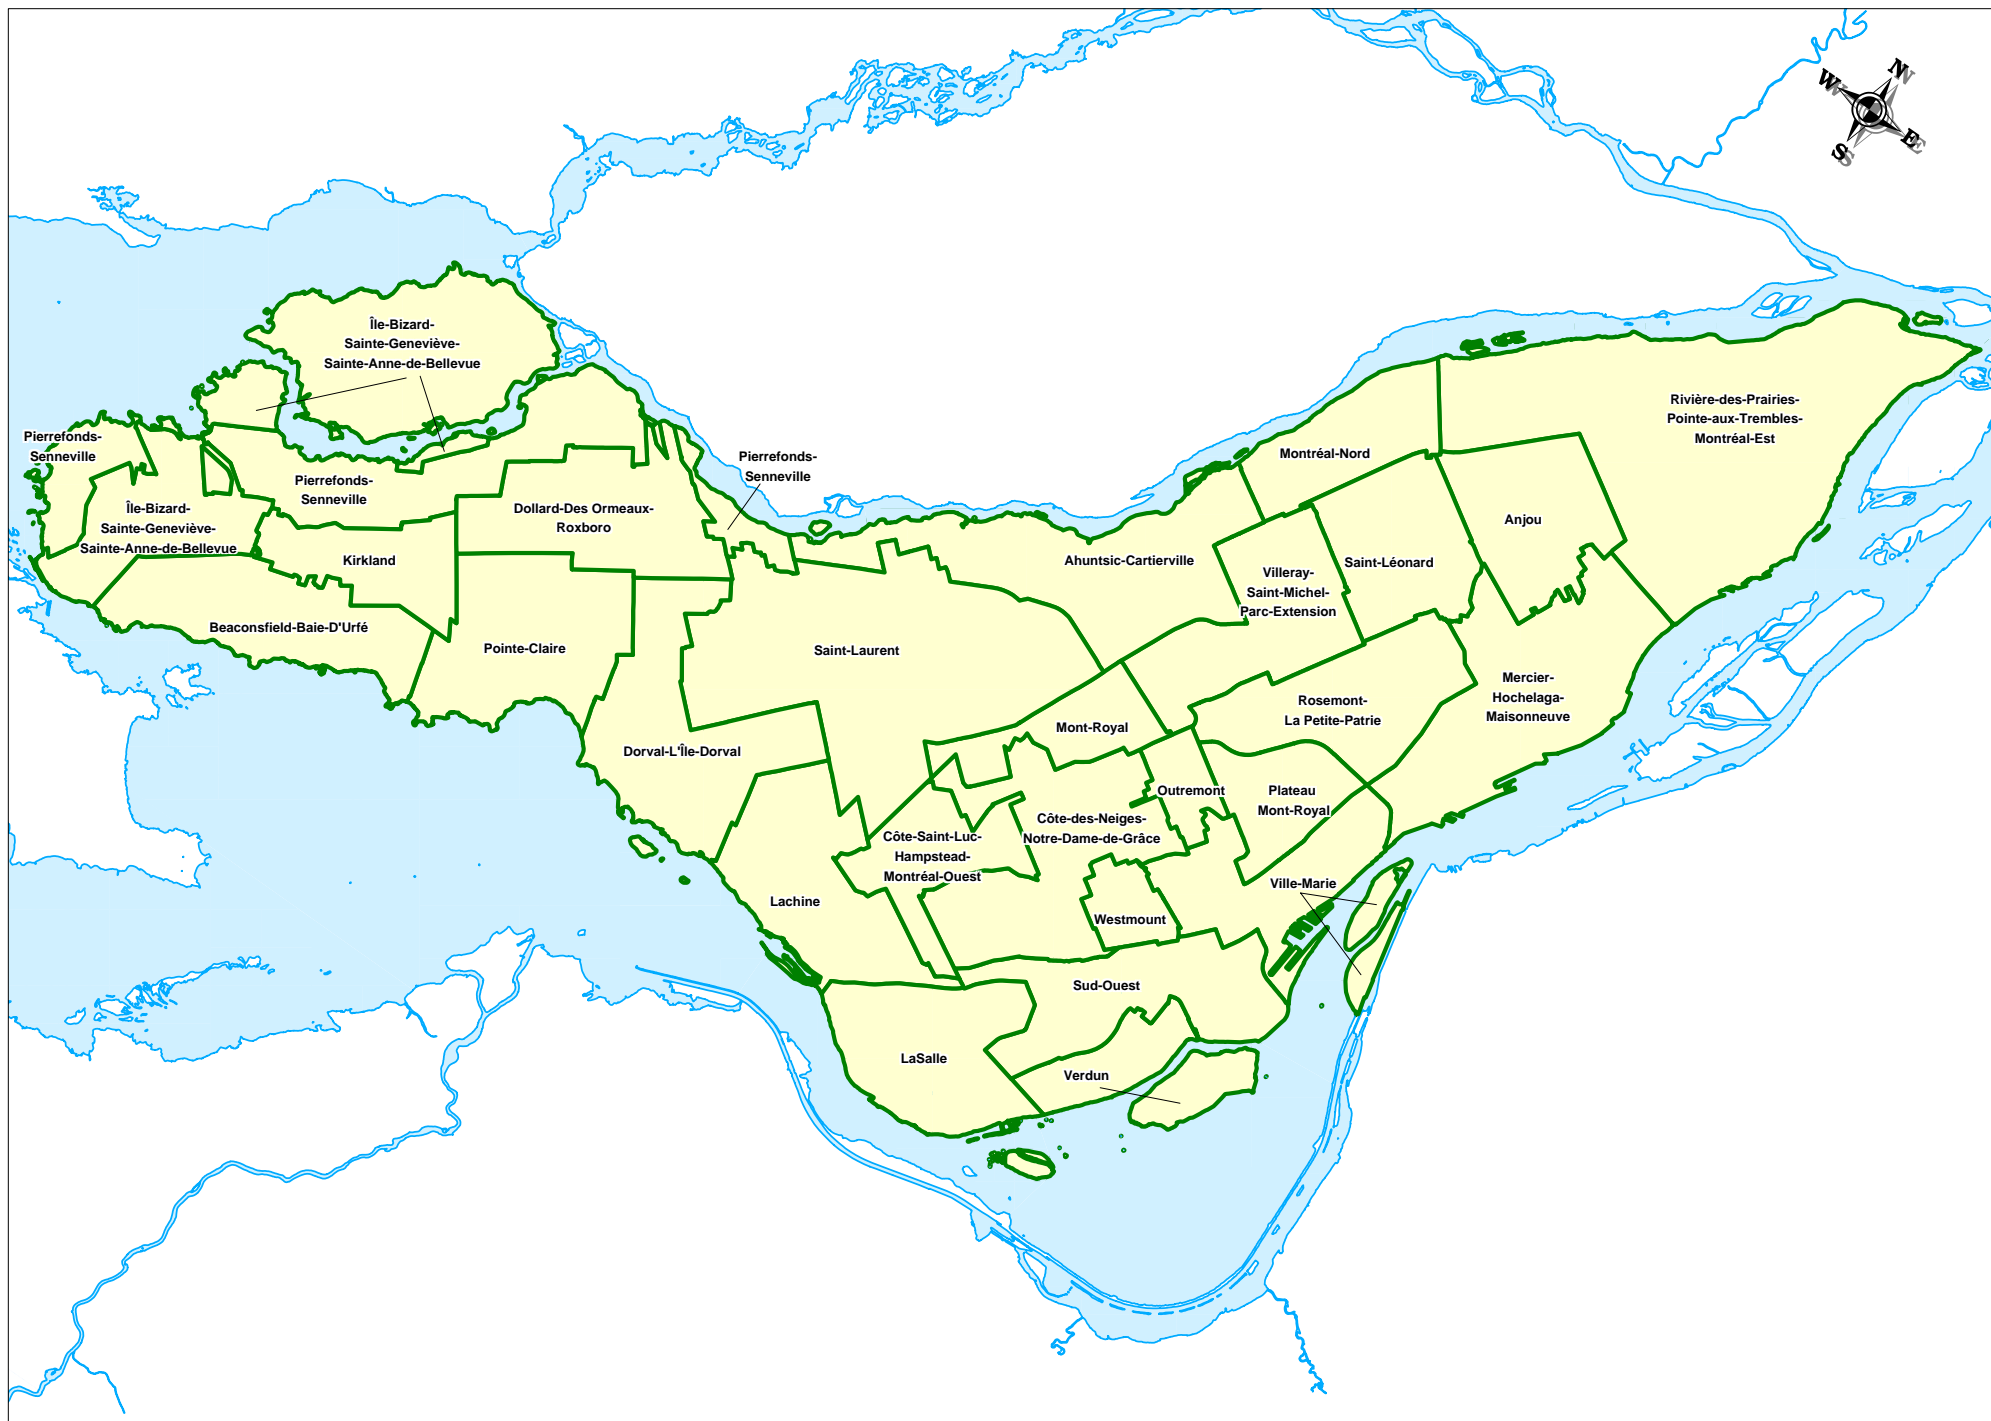 N
W
E
S
Île-Bizard-
Sainte-Geneviève-
Sainte-Anne-de-Bellevue
Rivière-des-Prairies-
Pointe-aux-Trembles-
Montréal-Est
Pierrefonds-
Senneville
Montréal-Nord
Pierrefonds-
Senneville
Pierrefonds-
Senneville
Île-Bizard-
Sainte-Geneviève-
Sainte-Anne-de-Bellevue
Dollard-Des Ormeaux-
Roxboro
Anjou
Kirkland
Ahuntsic-Cartierville
Saint-Léonard
Villeray-
Saint-Michel-
Parc-Extension
Beaconsfield-Baie-D'Urfé
Pointe-Claire
Saint-Laurent
Mercier-
Hochelaga-
Maisonneuve
Rosemont-
La Petite-Patrie
Mont-Royal
Dorval-L'Île-Dorval
Outremont
Plateau
Mont-Royal
Côte-des-Neiges-
Notre-Dame-de-Grâce
Côte-Saint-Luc-
Hampstead-
Montréal-Ouest
Ville-Marie
Lachine
Westmount
Sud-Ouest
LaSalle
Verdun